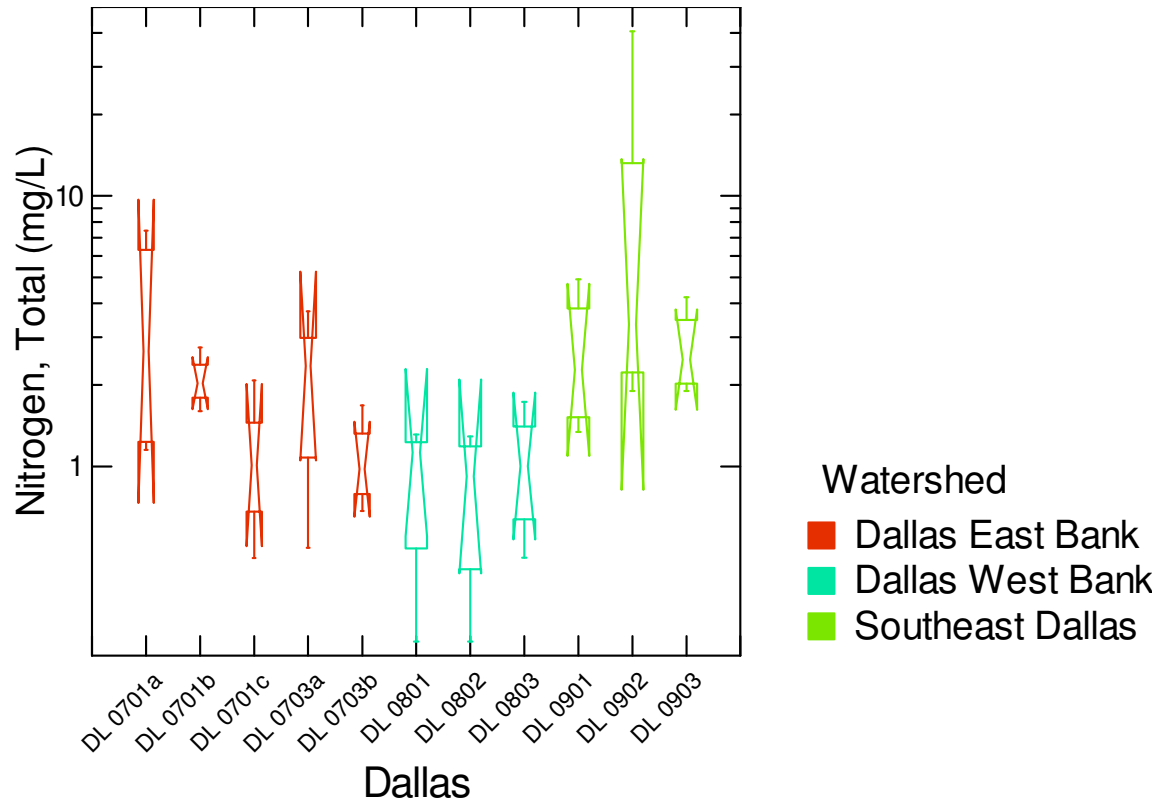 Nitrogen, Total (mg/L)
10
1
DL 0701a
DL 0701b
DL 0701c
DL 0703a
DL 0703b
DL 0801
DL 0802
DL 0803
DL 0901
DL 0902
DL 0903
Dallas
Watershed
Dallas East Bank
Dallas West Bank
Southeast Dallas